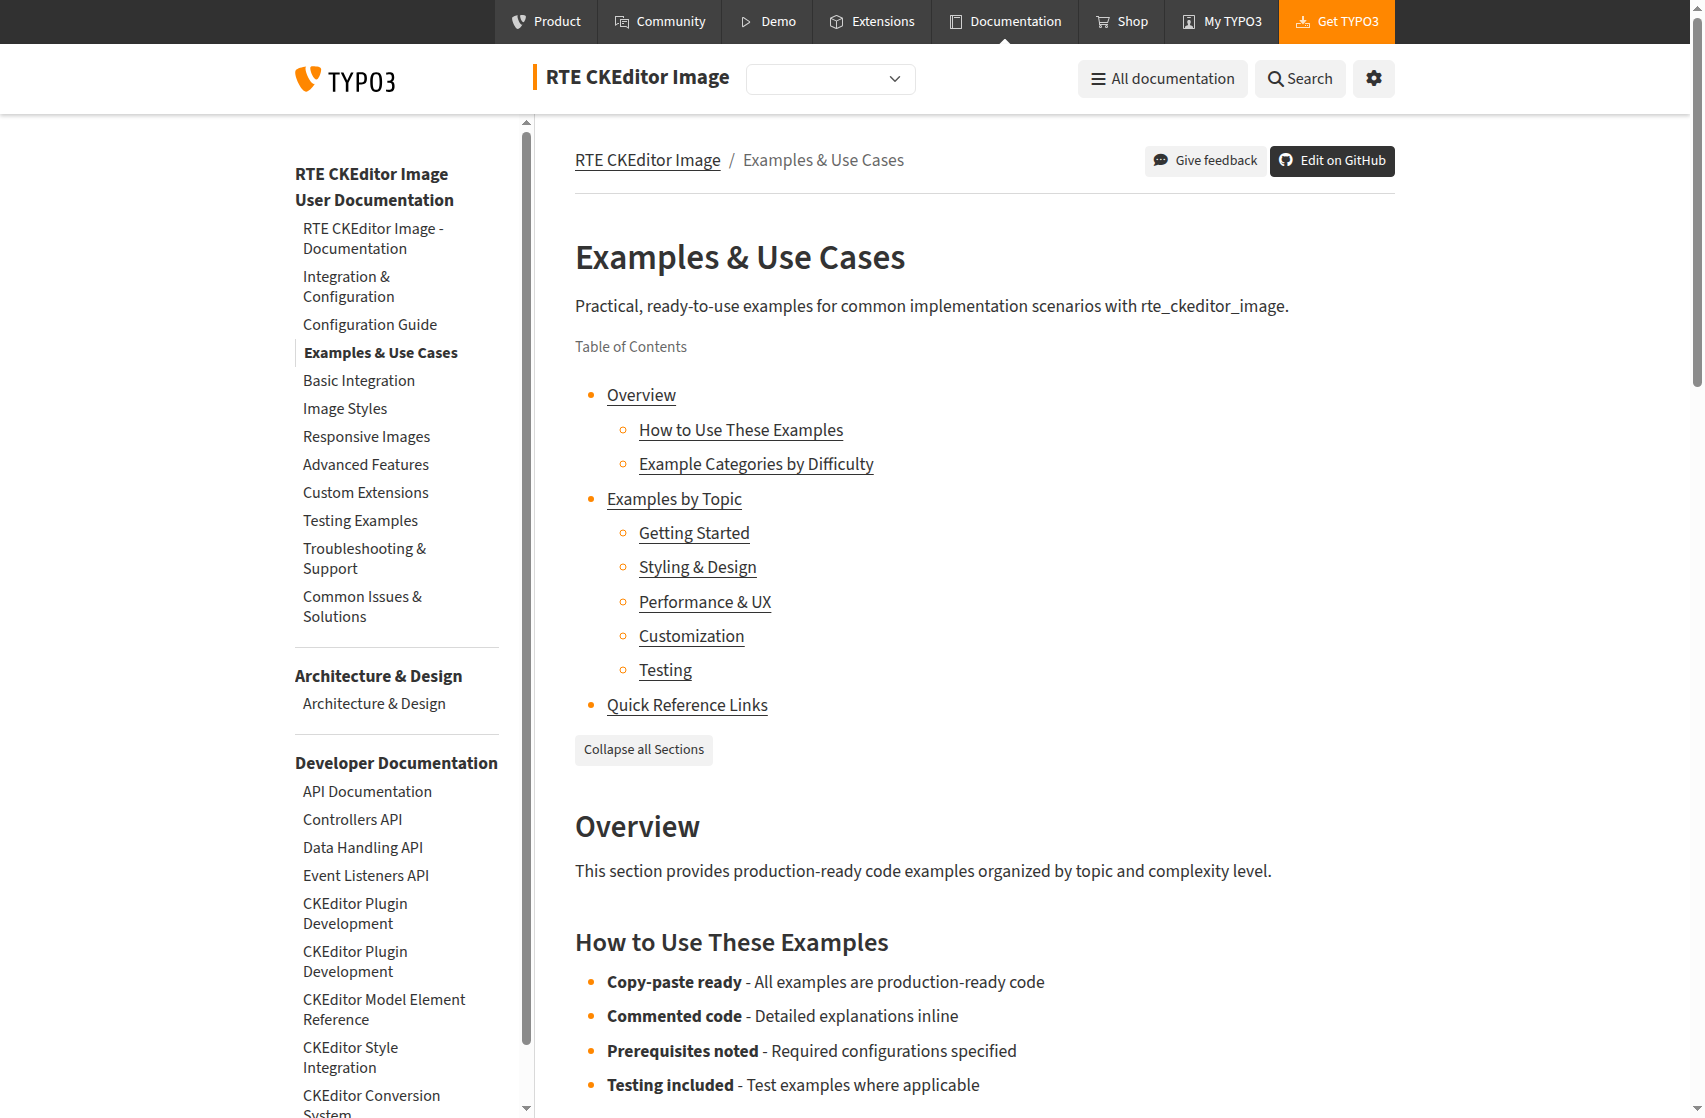 Product
Community
Demo
Extensions
Documentation
Shop
My TYPO3
Get TYPO3
TYPO3
RTE CKEditor Image
All documentation
Search
RTE CKEditor Image
User Documentation
RTE CKEditor Image -
Documentation
Integration &
Configuration
Configuration Guide
Examples & Use Cases
Basic Integration
Image Styles
Responsive Images
Advanced Features
Custom Extensions
Testing Examples
Troubleshooting &
Support
Common Issues &
Solutions
Architecture & Design
Architecture & Design
Developer Documentation
API Documentation
Controllers API
Data Handling API
Event Listeners API
CKEditor Plugin
Development
CKEditor Plugin
Development
CKEditor Model Element
Reference
CKEditor Style
Integration
CKEditor Conversion
System
RTE CKEditor Image / Examples & Use Cases
Give feedback
Edit on GitHub
Examples & Use Cases
Practical, ready-to-use examples for common implementation scenarios with rte_ckeditor_image.
Table of Contents
Overview
How to Use These Examples
Example Categories by Difficulty
Examples by Topic
Getting Started
Styling & Design
Performance & UX
Customization
Testing
Quick Reference Links
Collapse all Sections
Overview
This section provides production-ready code examples organized by topic and complexity level.
How to Use These Examples
Copy-paste ready - All examples are production-ready code
Commented code - Detailed explanations inline
Prerequisites noted - Required configurations specified
Testing included - Test examples where applicable